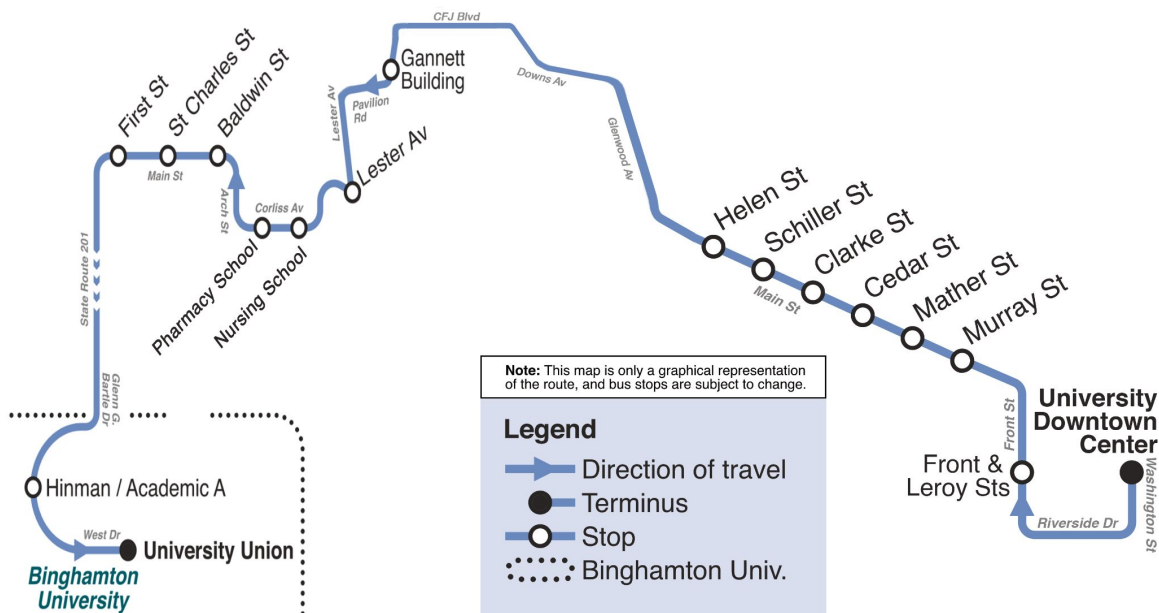 CFJ Blvd
Gannett
Building
Downs Av
Lester Av
Pavilion
Rd
First St
St Charles St
Baldwin St
Main St
Lester Av
Arch St
Corliss Av
Pharmacy School
Nursing School
Glenwood Av
State Route 201
Helen St
Schiller St
Clarke St
Cedar St
Mather St
Murray St
Main St
Glenn G.
Bartle Dr
Hinman / Academic A
West Dr
University Union
Binghamton
University
Note: This map is only a graphical representation
of the route, and bus stops are subject to change.
Legend
Direction of travel
Terminus
Stop
Binghamton Univ.
Front St
University
Downtown
Center
Front &
Leroy Sts
Riverside Dr
Washington St